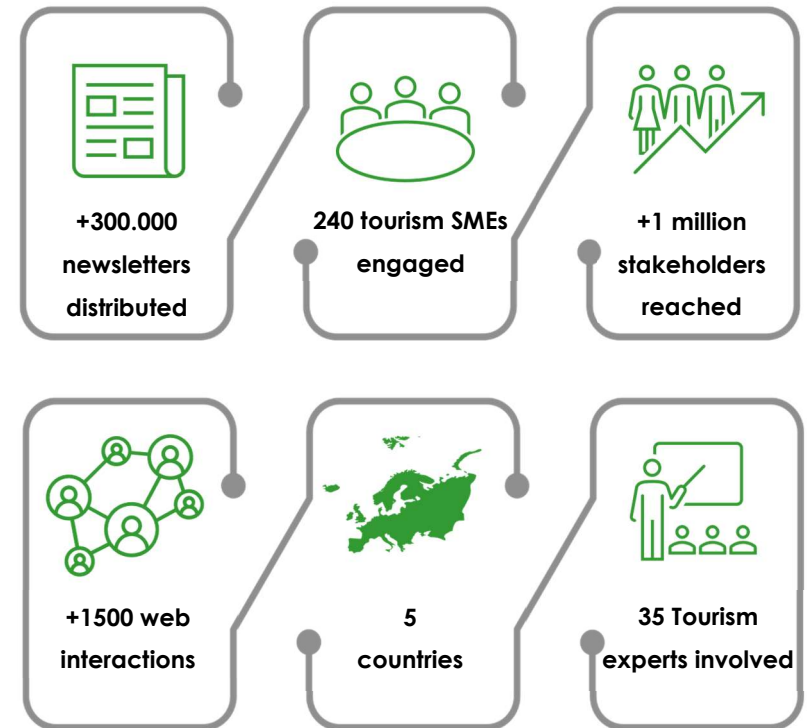 +300.000
newsletters
distributed
240 tourism SMEs
engaged
+1 million
stakeholders
reached
+1500 web
interactions
5
countries
35 Tourism
experts involved